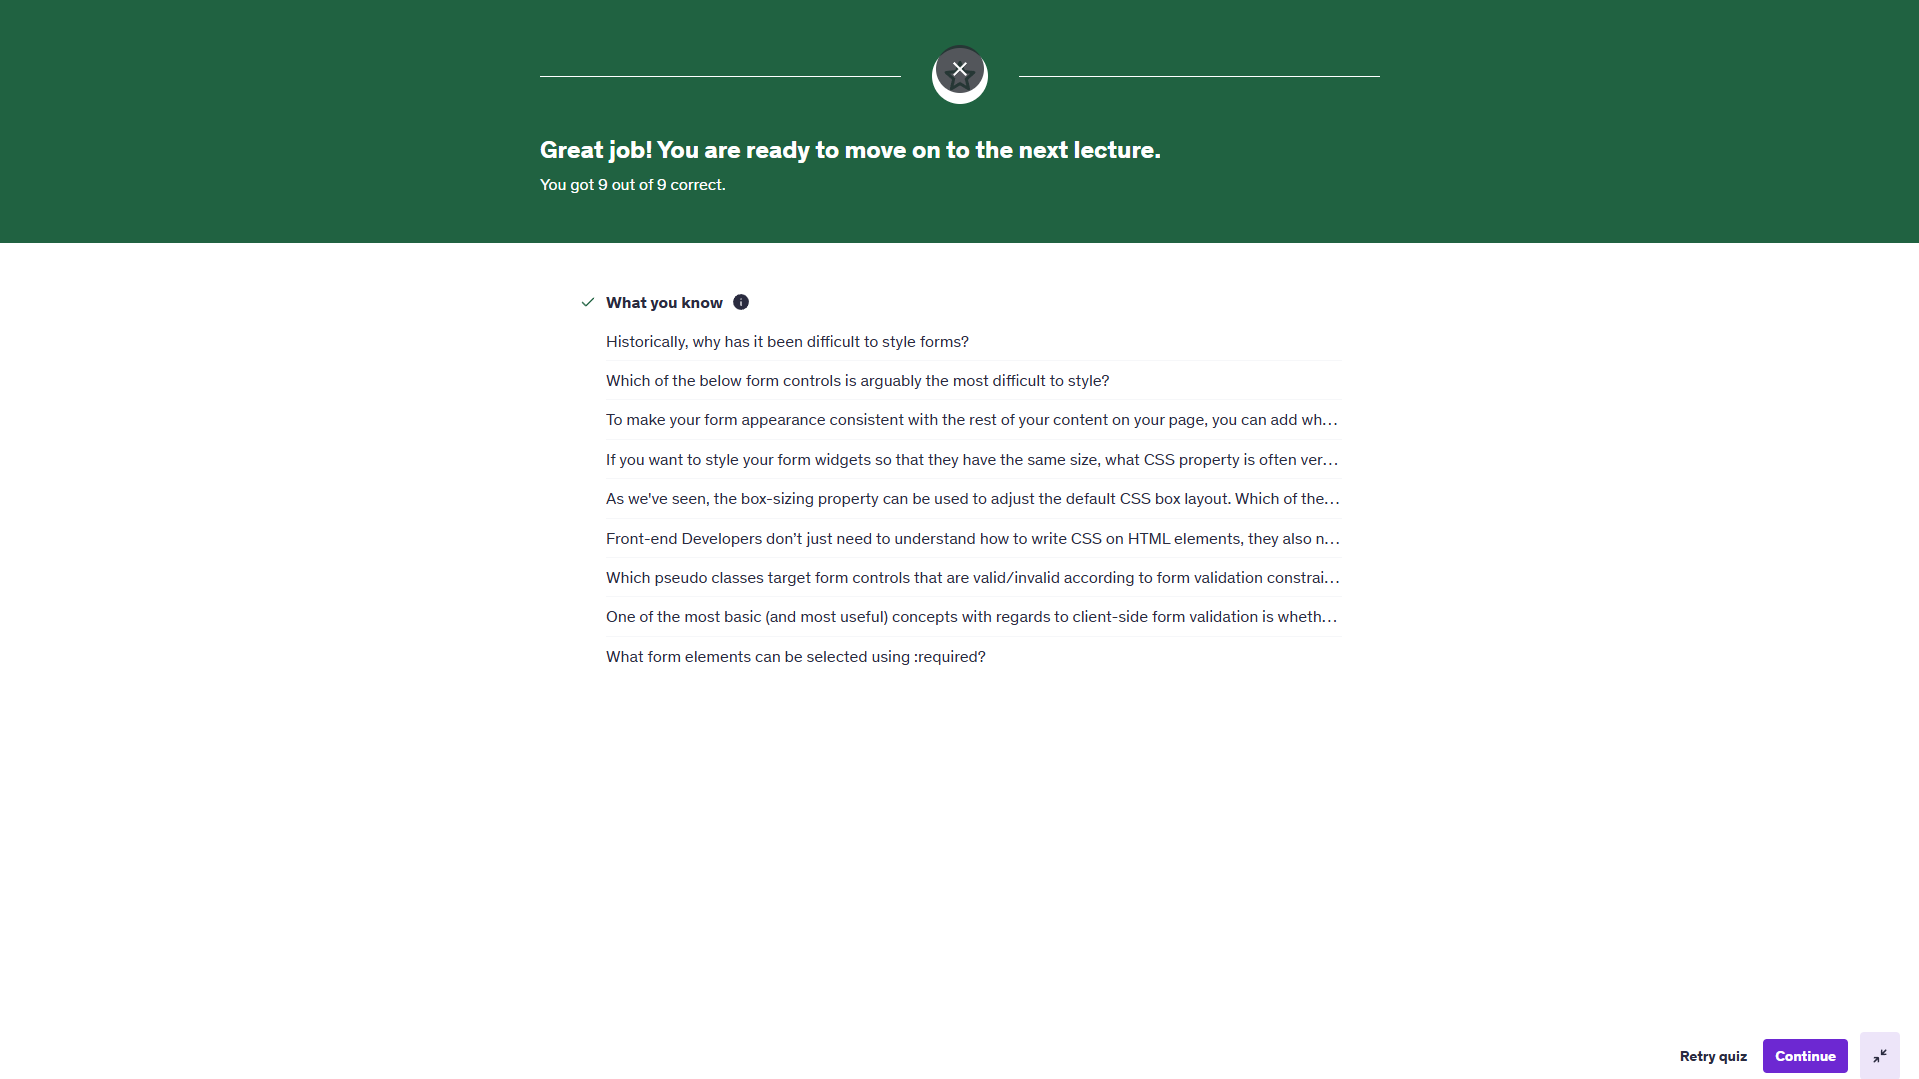 Great job! You are ready to move on to the next lecture.
You got 9 out of 9 correct.
What you know
Historically, why has it been difficult to style forms?
Which of the below form controls is arguably the most difficult to style?
To make your form appearance consistent with the rest of your content on your page, you can add wh...
If you want to style your form widgets so that they have the same size, what CSS property is often ver...
As we've seen, the box-sizing property can be used to adjust the default CSS box layout. Which of the...
Front-end Developers don’t just need to understand how to write CSS on HTML elements, they also n...
Which pseudo classes target form controls that are valid/invalid according to form validation constrai...
One of the most basic (and most useful) concepts with regards to client-side form validation is wheth...
What form elements can be selected using :required?
Retry quiz
Continue